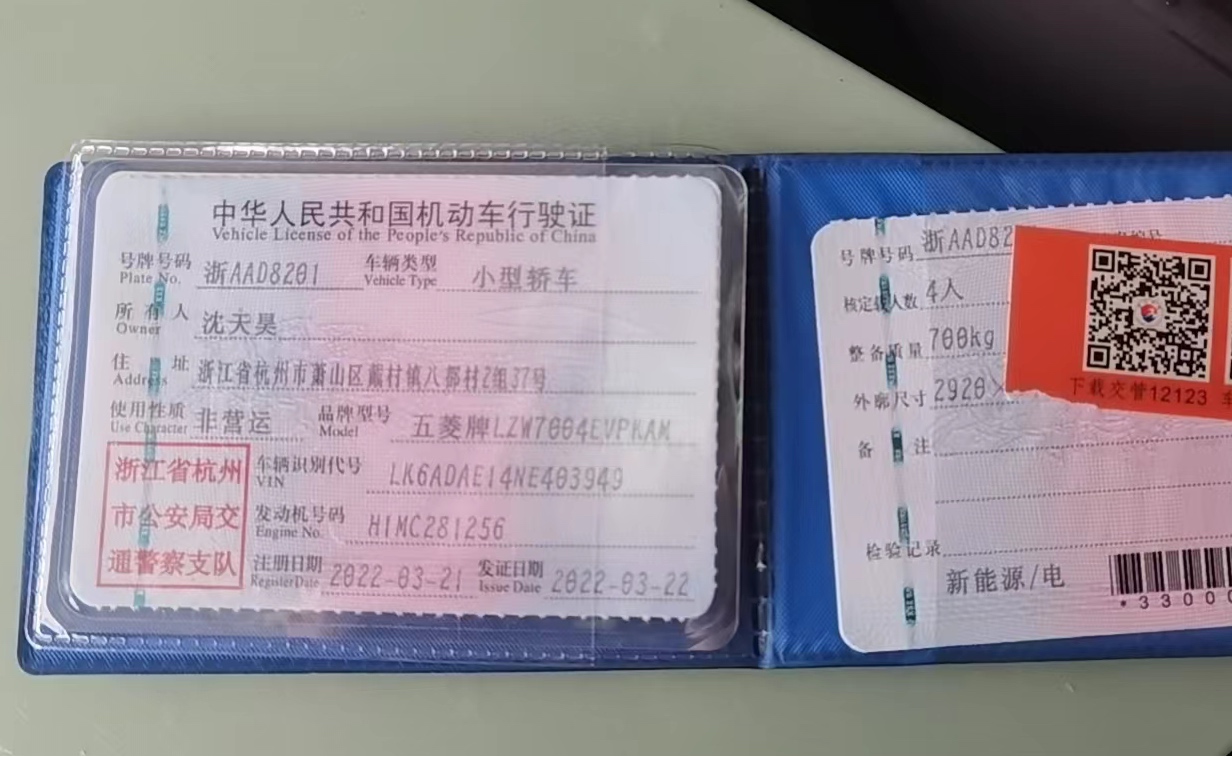 中华人民共和国机动车行驶证
Vehicle License of the People's Republic of China
号牌号码 浙AAD8201 车辆类型 小型轿车
Plate No. Vehicle Type
所有人 沈天昊
Owner
住址 浙江省杭州市萧山区戴村镇八都村2组37号
Address
使用性质 非营运 品牌型号 五菱牌LZW7004EVPKAM
Use Character Model
浙江省杭州市公安局交通警察支队
车辆识别代号 LK6ADAE14NE403949
VIN
发动机号码 H1MC281256
Engine No.
注册日期 2022-03-21 发证日期 2022-03-22
Register Date Issue Date
号牌号码 浙AAD82
核定载人数 4人
整备质量 700kg
外廓尺寸 2920×
备注
检验记录
新能源/电
*33000
下载交管12123